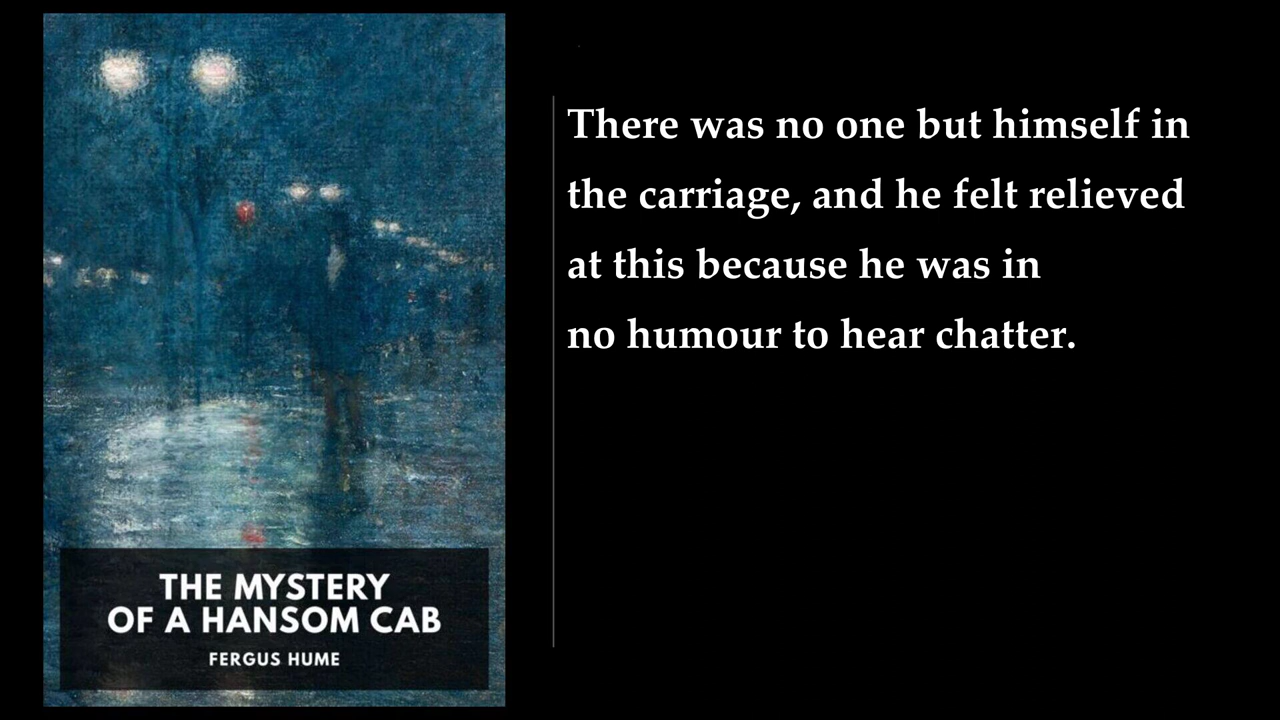 There was no one but himself in
the carriage, and he felt relieved
at this because he was in
no humour to hear chatter.
THE MYSTERY
OF A HANSOM CAB
FERGUS HUME